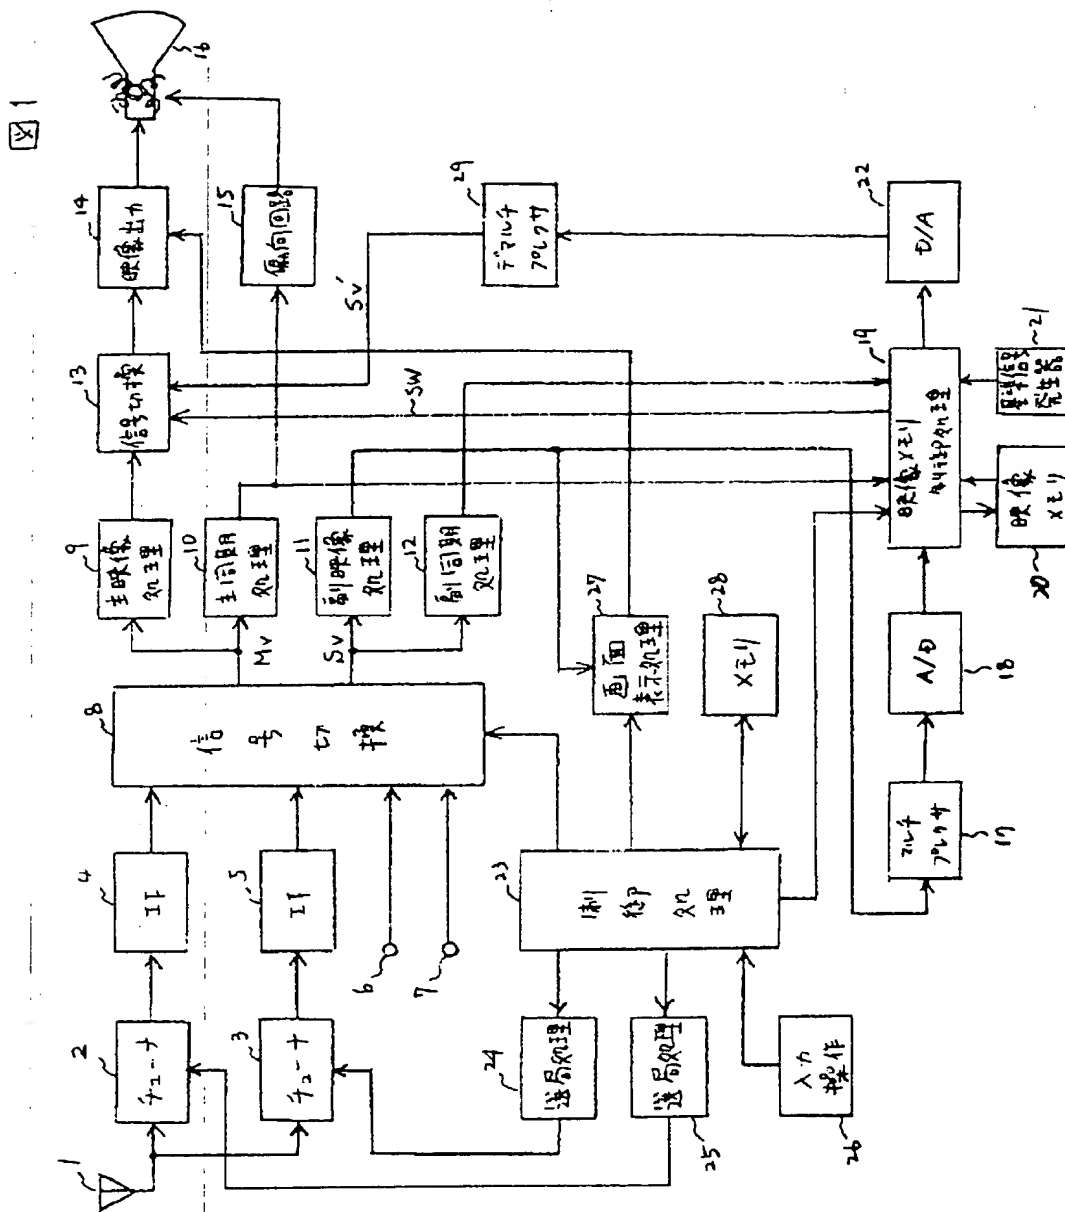 図1
1
2
チューナ
3
チューナ
4
IF
5
IF
6
7
8
信号切換
Mv
Sv
9
主映像
処理
10
主同期
処理
11
副映像
処理
12
副同期
処理
13
信号切換
14
映像出力
15
偏向回路
16
Sv'
SW
29
デマルチ
プレクサ
22
D/A
19
映像メモリ
制御処理
21
基準信号
発生器
20
映像
メモリ
18
A/D
17
マルチ
プレクサ
27
画面
表示処理
28
メモリ
23
制御処理
24
選局処理
25
選局処理
26
入力
操作